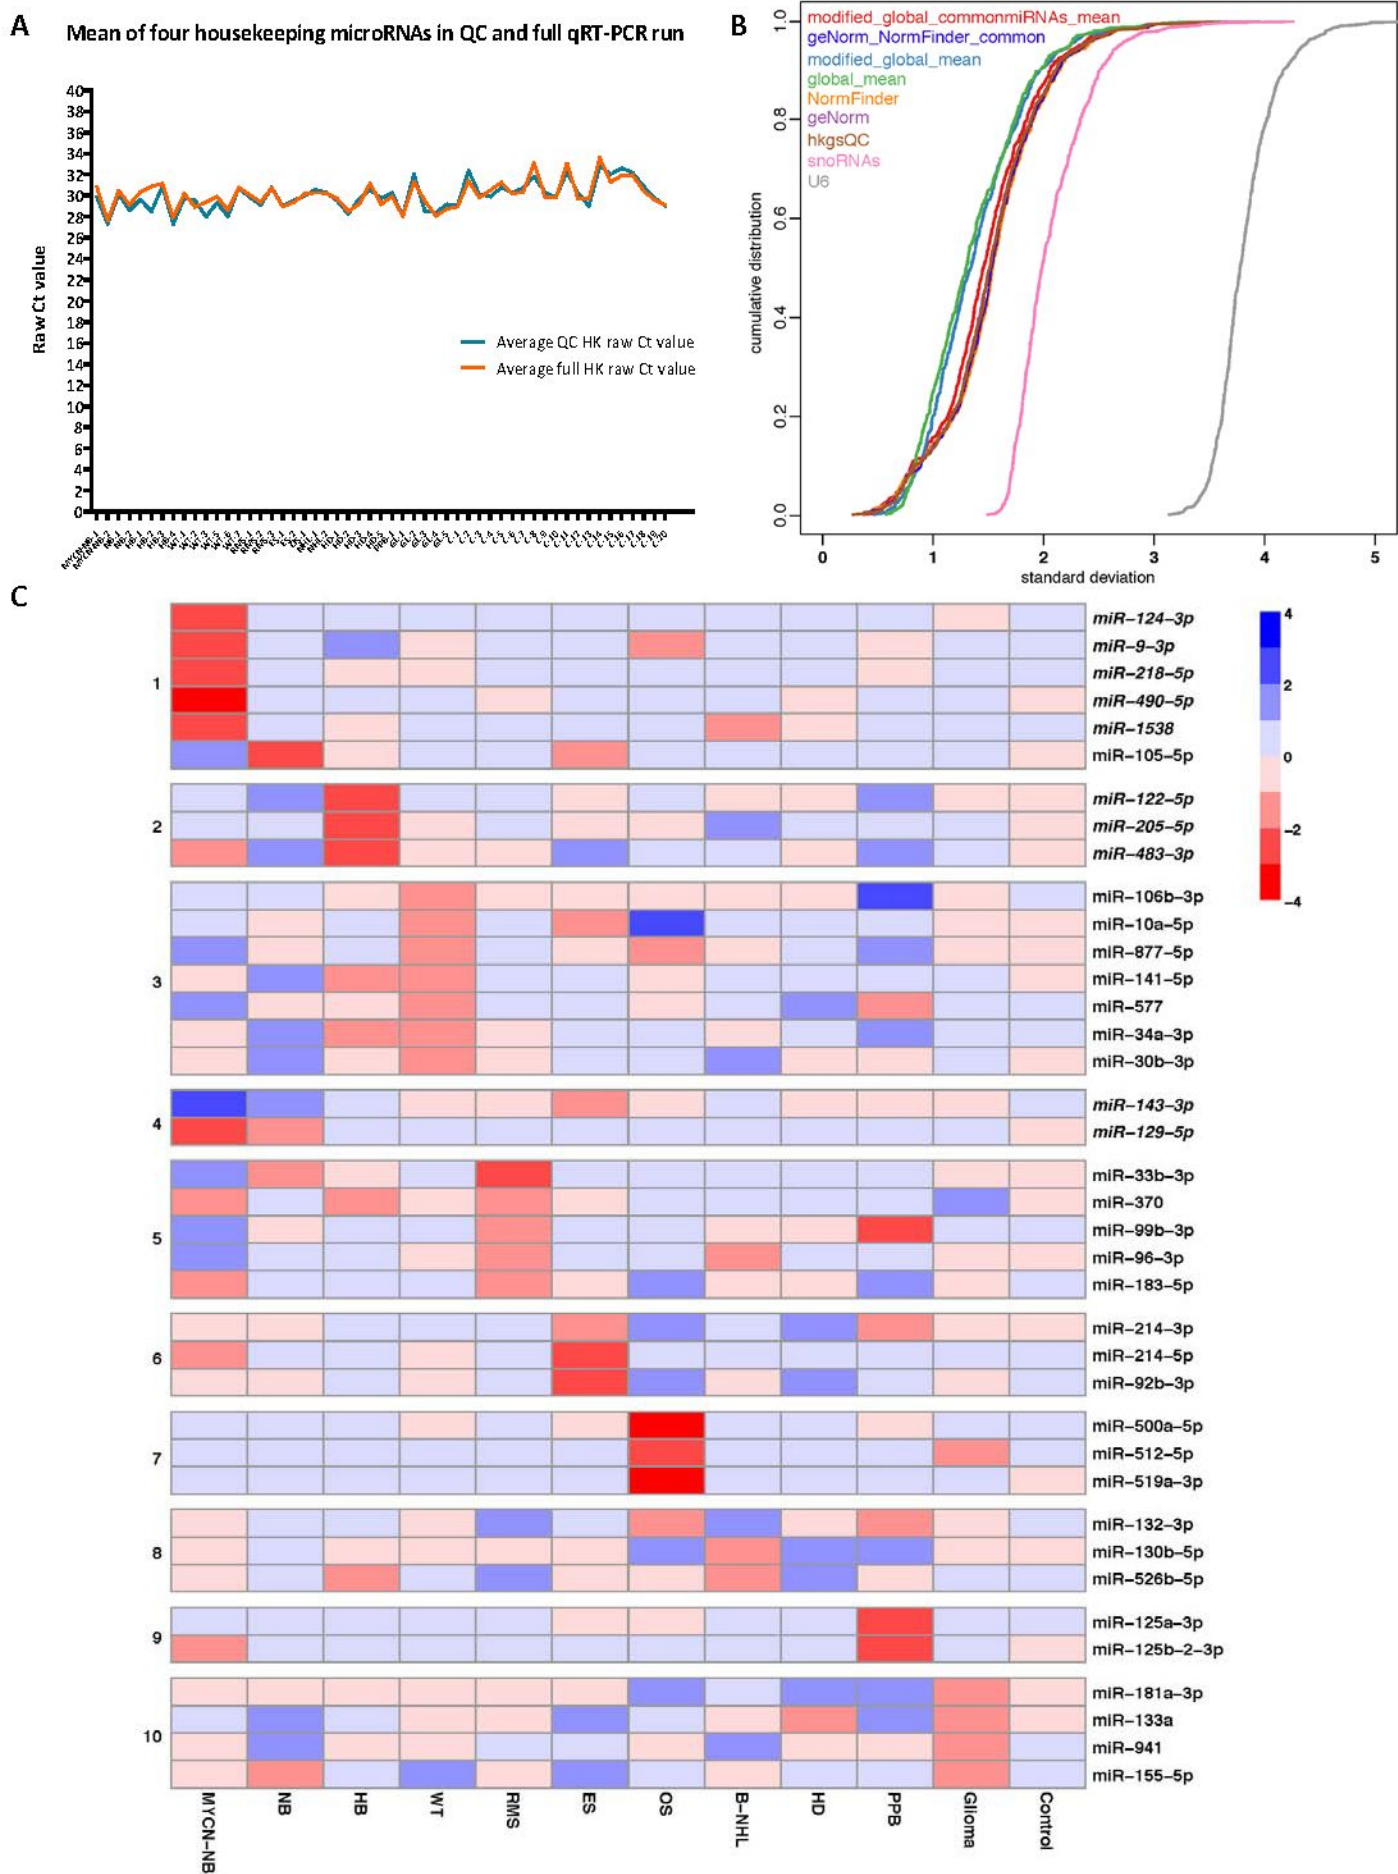 A
Mean of four housekeeping microRNAs in QC and full qRT-PCR run
Raw Ct value
40
38
36
34
32
30
28
26
24
22
20
18
16
14
12
10
8
6
4
2
0
Average QC HK raw Ct value
Average full HK raw Ct value
B
modified_global_commonmiRNAs_mean
geNorm_NormFinder_common
modified_global_mean
global_mean
NormFinder
geNorm
hkgsQC
snoRNAs
U6
cumulative distribution
1.0
0.8
0.6
0.4
0.2
0.0
0 1 2 3 4 5
standard deviation
C
1
miR-124-3p
miR-9-3p
miR-218-5p
miR-490-5p
miR-1538
miR-105-5p
2
miR-122-5p
miR-205-5p
miR-483-3p
3
miR-106b-3p
miR-10a-5p
miR-877-5p
miR-141-5p
miR-577
miR-34a-3p
miR-30b-3p
4
miR-143-3p
miR-129-5p
5
miR-33b-3p
miR-370
miR-99b-3p
miR-96-3p
miR-183-5p
6
miR-214-3p
miR-214-5p
miR-92b-3p
7
miR-500a-5p
miR-512-5p
miR-519a-3p
8
miR-132-3p
miR-130b-5p
miR-526b-5p
9
miR-125a-3p
miR-125b-2-3p
10
miR-181a-3p
miR-133a
miR-941
miR-155-5p
MYCN-NB NB HB WT RMS ES OS B-NHL HD PPB Glioma Control
4
2
0
-2
-4